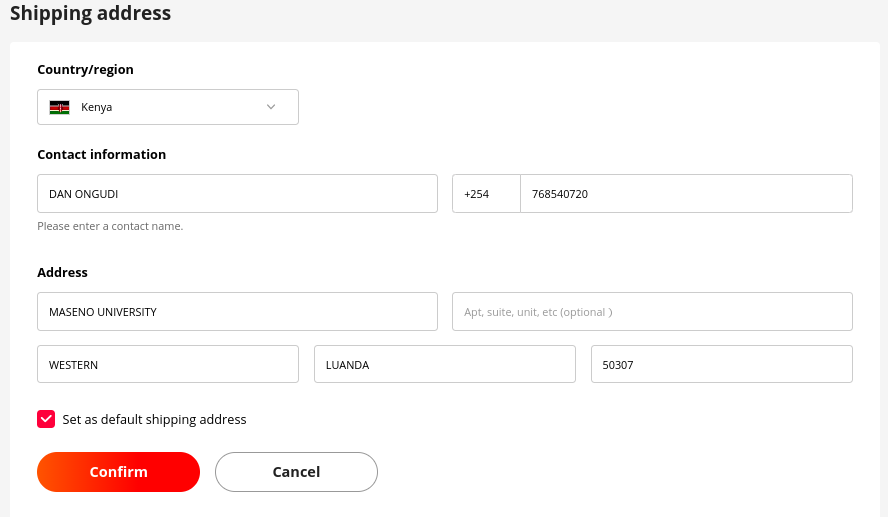 Shipping address
Country/region
Kenya
Contact information
DAN ONGUDI
+254 768540720
Please enter a contact name.
Address
MASENO UNIVERSITY
Apt, suite, unit, etc (optional )
WESTERN
LUANDA
50307
Set as default shipping address
Confirm
Cancel